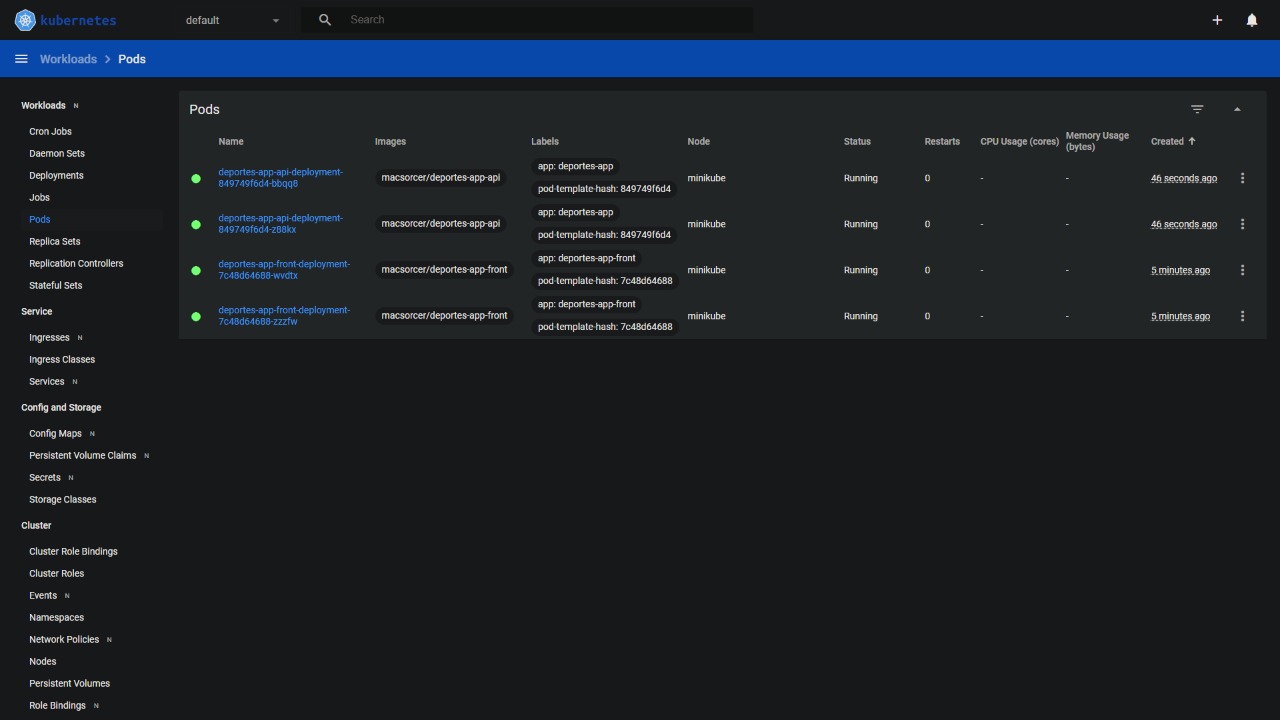 kubernetes
default
Search
Workloads > Pods
Workloads N
Cron Jobs
Daemon Sets
Deployments
Jobs
Pods
Replica Sets
Replication Controllers
Stateful Sets
Service
Ingresses N
Ingress Classes
Services N
Config and Storage
Config Maps N
Persistent Volume Claims N
Secrets N
Storage Classes
Cluster
Cluster Role Bindings
Cluster Roles
Events N
Namespaces
Network Policies N
Nodes
Persistent Volumes
Role Bindings N
Pods
Name Images Labels Node Status Restarts CPU Usage (cores) Memory Usage (bytes) Created
deportes-app-api-deployment-
849749f6d4-bbqq8
macsorcer/deportes-app-api
app: deportes-app
pod-template-hash: 849749f6d4
minikube Running 0 - - 46 seconds ago
deportes-app-api-deployment-
849749f6d4-z88kx
macsorcer/deportes-app-api
app: deportes-app
pod-template-hash: 849749f6d4
minikube Running 0 - - 46 seconds ago
deportes-app-front-deployment-
7c48d64688-wvdtx
macsorcer/deportes-app-front
app: deportes-app-front
pod-template-hash: 7c48d64688
minikube Running 0 - - 5 minutes ago
deportes-app-front-deployment-
7c48d64688-zzzfw
macsorcer/deportes-app-front
app: deportes-app-front
pod-template-hash: 7c48d64688
minikube Running 0 - - 5 minutes ago